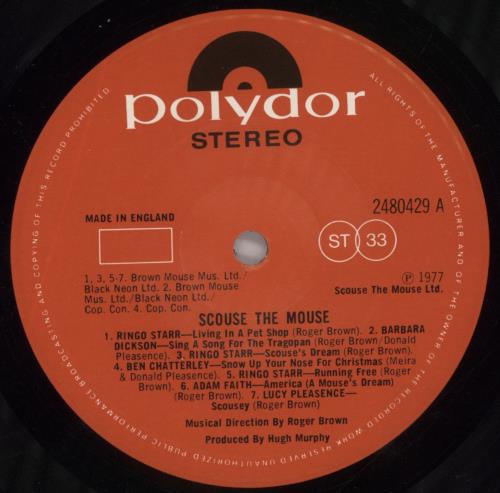 polydor
STEREO
ALL RIGHTS OF THE MANUFACTURER AND OF THE OWNER OF THE RECORDED WORK RESERVED UNAUTHORIZED PUBLIC PERFORMANCE BROADCASTING AND COPYING OF THIS RECORD PROHIBITED
MADE IN ENGLAND
2480429 A
ST 33
1, 3, 5-7. Brown Mouse Mus. Ltd./
Black Neon Ltd. 2. Brown Mouse
Mus. Ltd./Black Neon Ltd./
Cop. Con. 4. Cop. Con.
℗ 1977
Scouse The Mouse Ltd.
SCOUSE THE MOUSE
1. RINGO STARR—Living In A Pet Shop (Roger Brown). 2. BARBARA
DICKSON—Sing A Song For The Tragopan (Roger Brown/Donald
Pleasence). 3. RINGO STARR—Scouse's Dream (Roger Brown).
4. BEN CHATTERLEY—Snow Up Your Nose For Christmas (Meira
& Donald Pleasence). 5. RINGO STARR—Running Free (Roger
Brown). 6. ADAM FAITH—America (A Mouse's Dream)
(Roger Brown). 7. LUCY PLEASENCE—
Scousey (Roger Brown)
Musical Direction By Roger Brown
Produced By Hugh Murphy